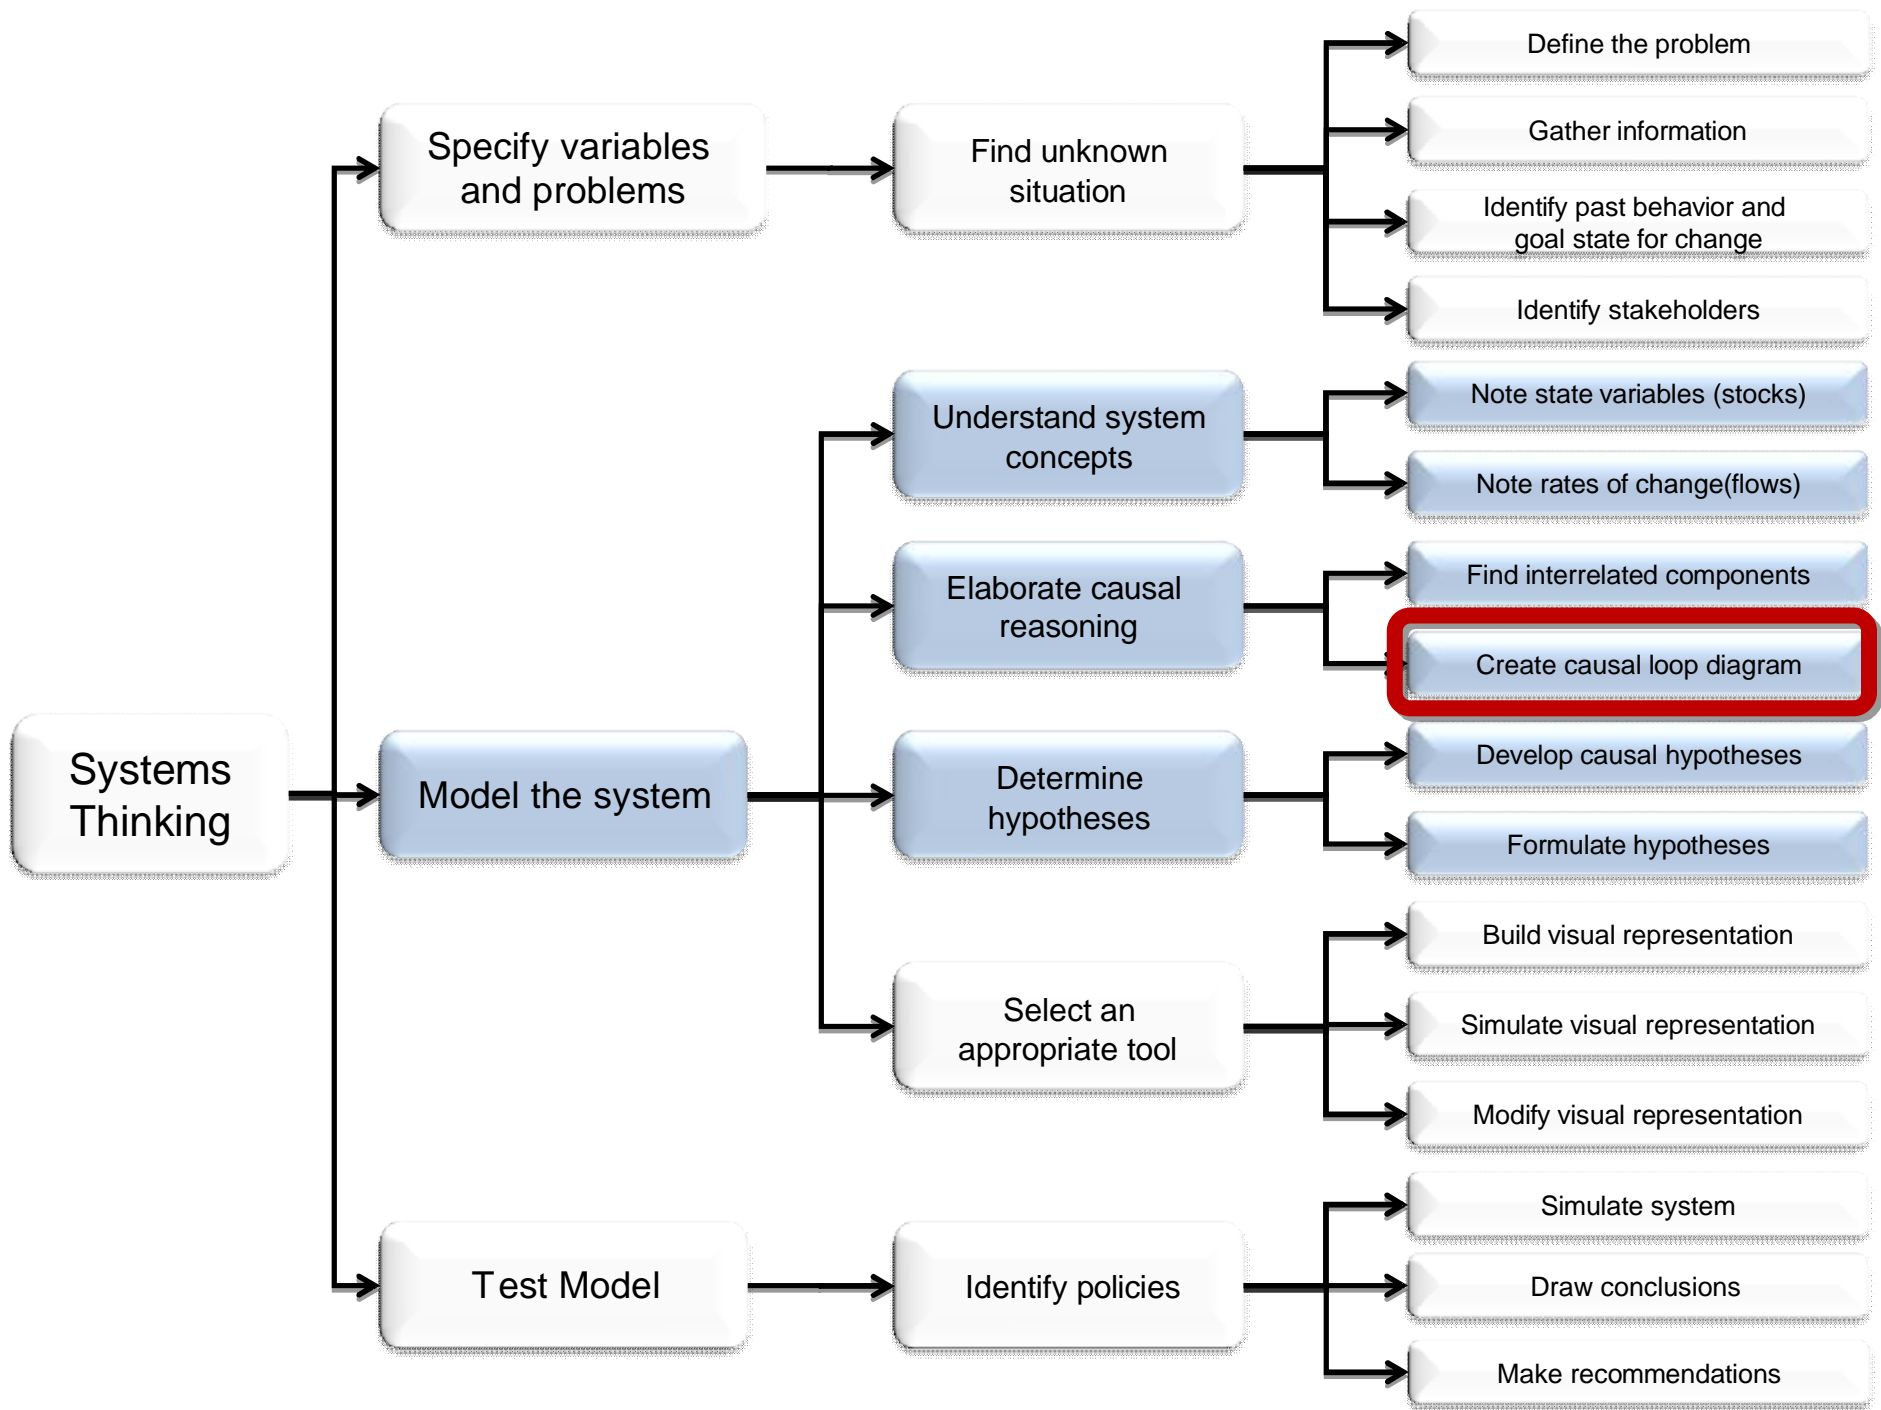 Systems
Thinking
Specify variables
and problems
Find unknown
situation
Define the problem
Gather information
Identify past behavior and
goal state for change
Identify stakeholders
Model the system
Understand system
concepts
Note state variables (stocks)
Note rates of change(flows)
Elaborate causal
reasoning
Find interrelated components
Create causal loop diagram
Determine
hypotheses
Develop causal hypotheses
Formulate hypotheses
Select an
appropriate tool
Build visual representation
Simulate visual representation
Modify visual representation
Test Model
Identify policies
Simulate system
Draw conclusions
Make recommendations